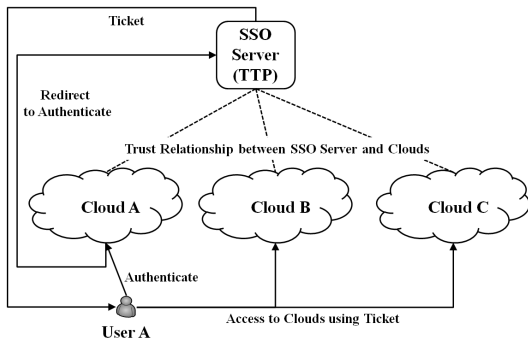 Ticket
SSO
Server
(TTP)
Redirect
to Authenticate
Trust Relationship between SSO Server and Clouds
Cloud A
Cloud B
Cloud C
Authenticate
User A
Access to Clouds using Ticket